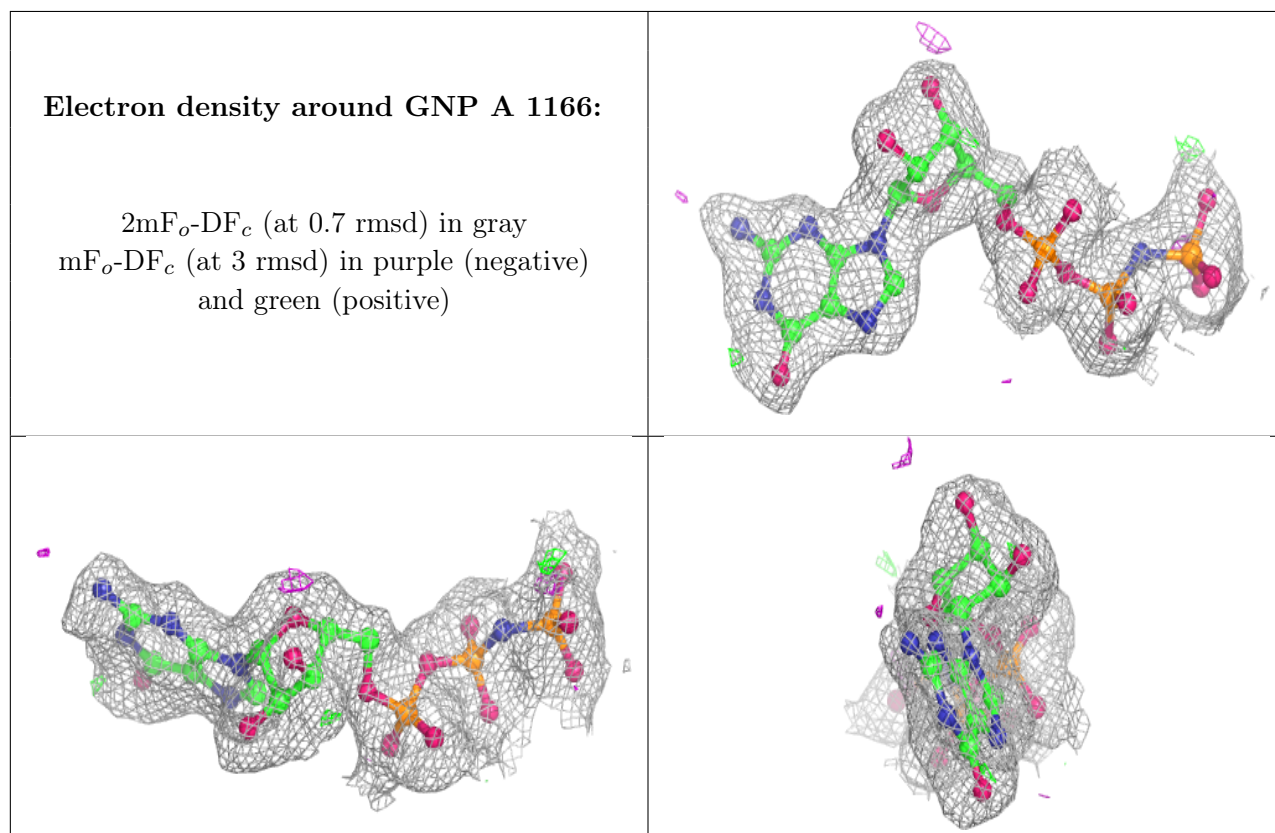 Electron density around GNP A 1166:
2mFo-DFc (at 0.7 rmsd) in gray
mFo-DFc (at 3 rmsd) in purple (negative)
and green (positive)